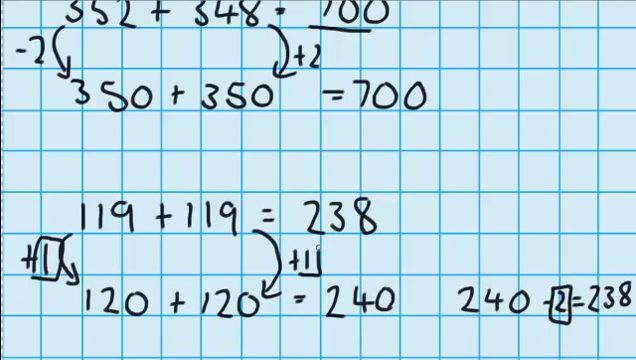 352 + 348 = 700
-2 +2
350 + 350 = 700
119 + 119 = 238
+1 +1
120 + 120 = 240 240 -2 = 238